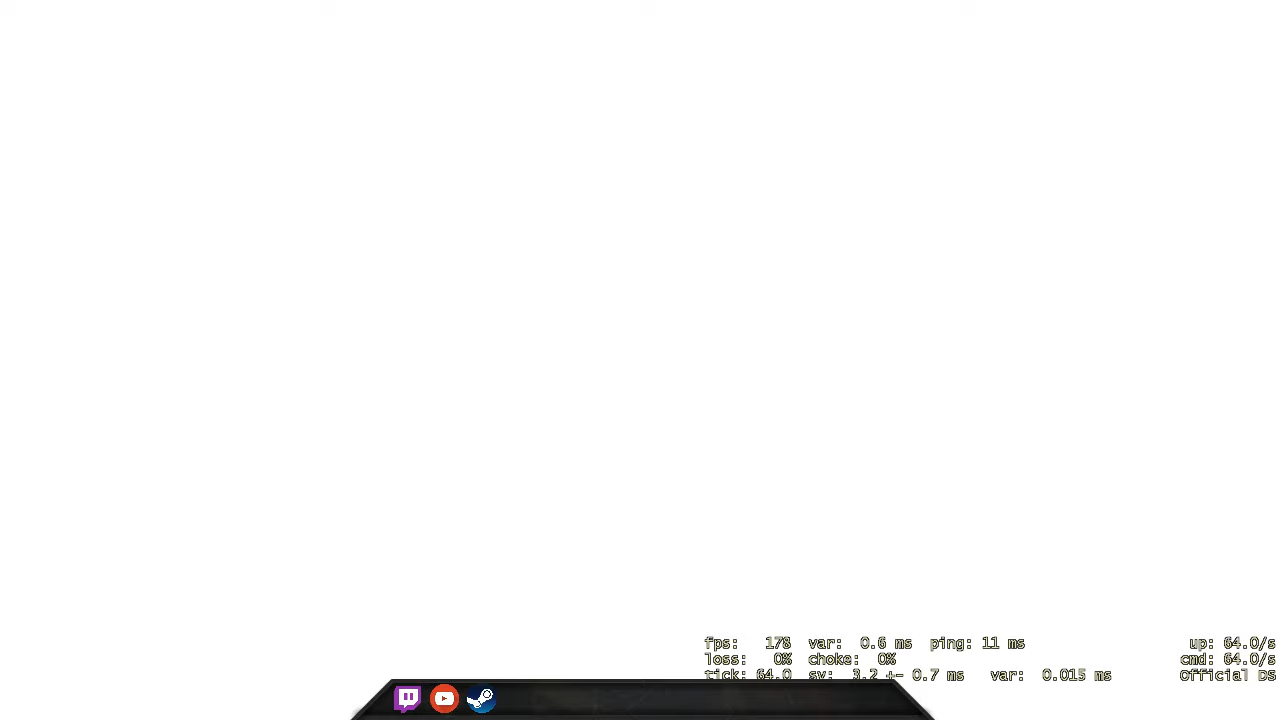 fps: 178 var: 0.6 ms ping: 11 ms up: 64.0/s
loss: 0% choke: 0% cmd: 64.0/s
tick: 64.0 sv: 3.2 +- 0.7 ms var: 0.015 ms Official DS